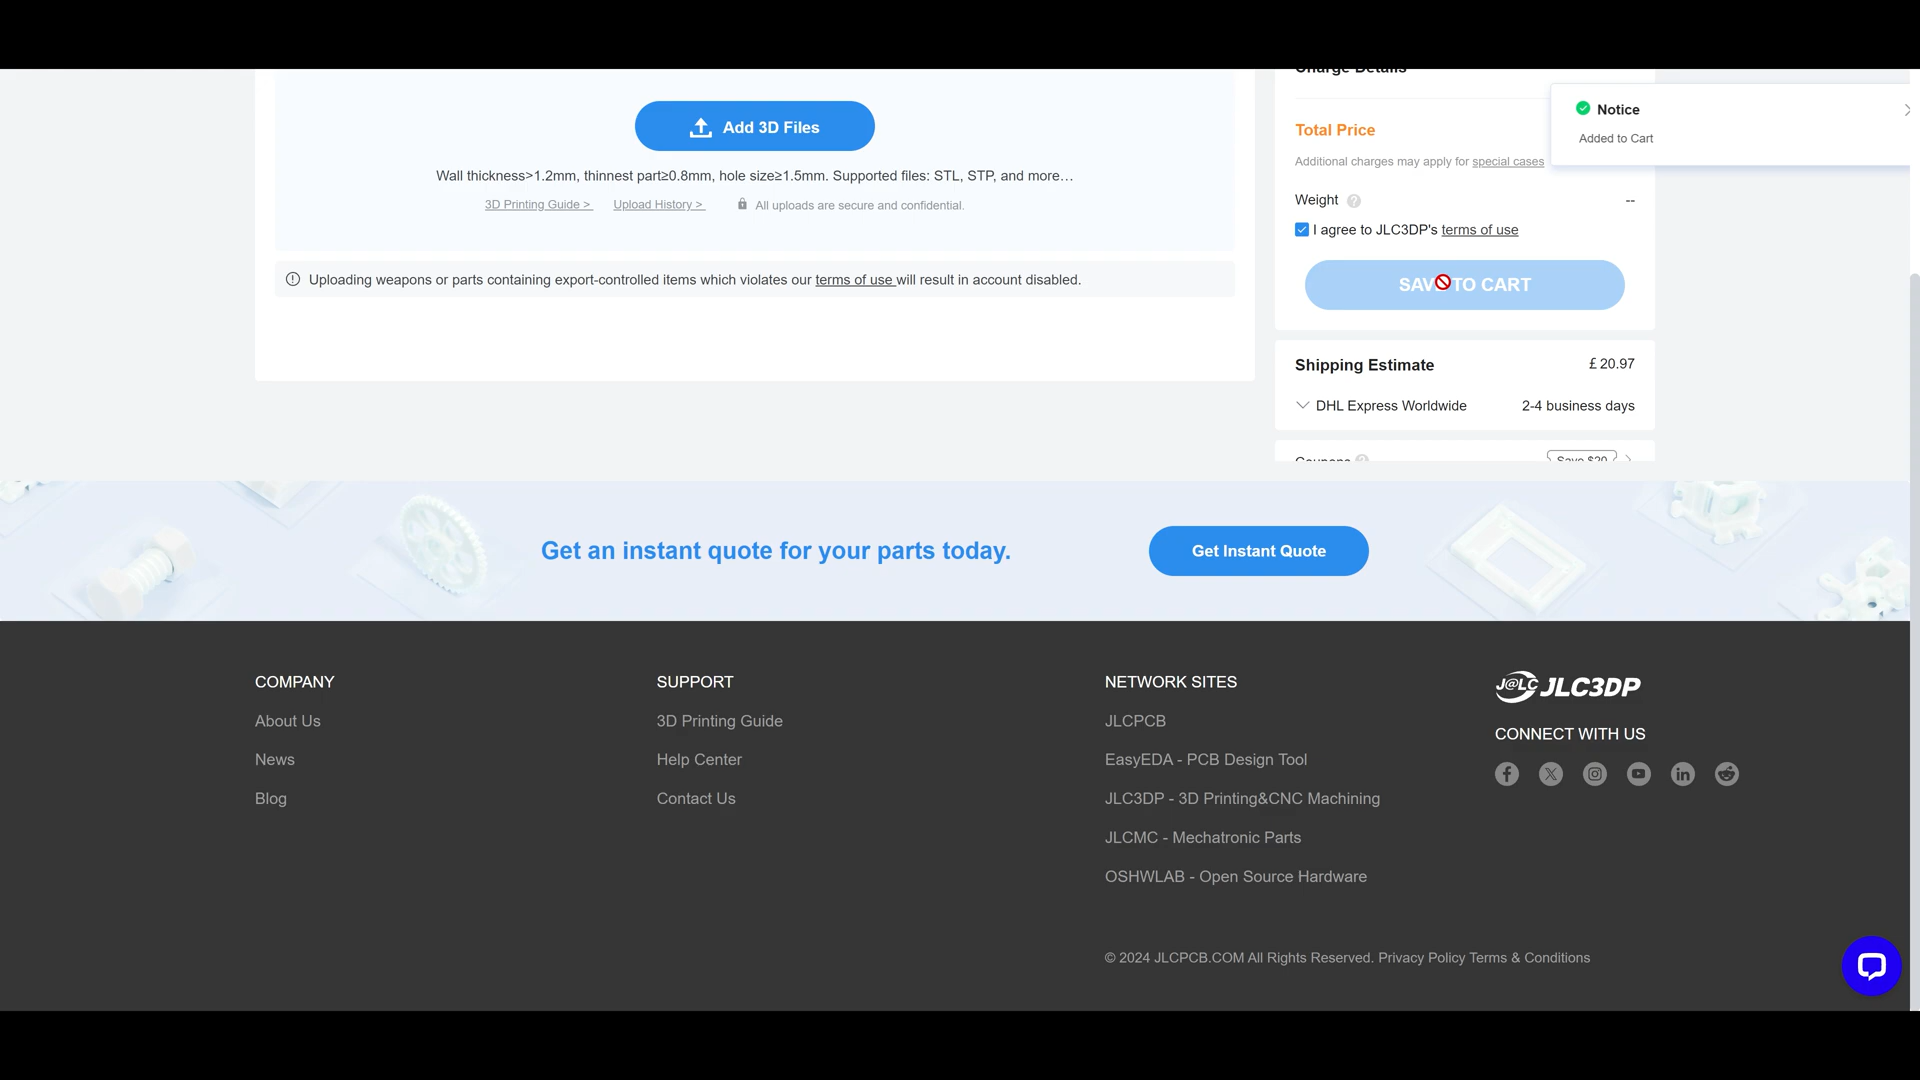 Charge Details
Notice
Added to Cart
Add 3D Files
Total Price
Additional charges may apply for special cases
Wall thickness>1.2mm, thinnest part≥0.8mm, hole size≥1.5mm. Supported files: STL, STP, and more…
3D Printing Guide >
Upload History >
All uploads are secure and confidential.
Weight ?
--
I agree to JLC3DP's terms of use
Uploading weapons or parts containing export-controlled items which violates our terms of use will result in account disabled.
SAVE TO CART
Shipping Estimate
£ 20.97
DHL Express Worldwide
2-4 business days
Coupons ?
Save $20
Get an instant quote for your parts today.
Get Instant Quote
COMPANY
About Us
News
Blog
SUPPORT
3D Printing Guide
Help Center
Contact Us
NETWORK SITES
JLCPCB
EasyEDA - PCB Design Tool
JLC3DP - 3D Printing&CNC Machining
JLCMC - Mechatronic Parts
OSHWLAB - Open Source Hardware
J@LC JLC3DP
CONNECT WITH US
© 2024 JLCPCB.COM All Rights Reserved. Privacy Policy Terms & Conditions